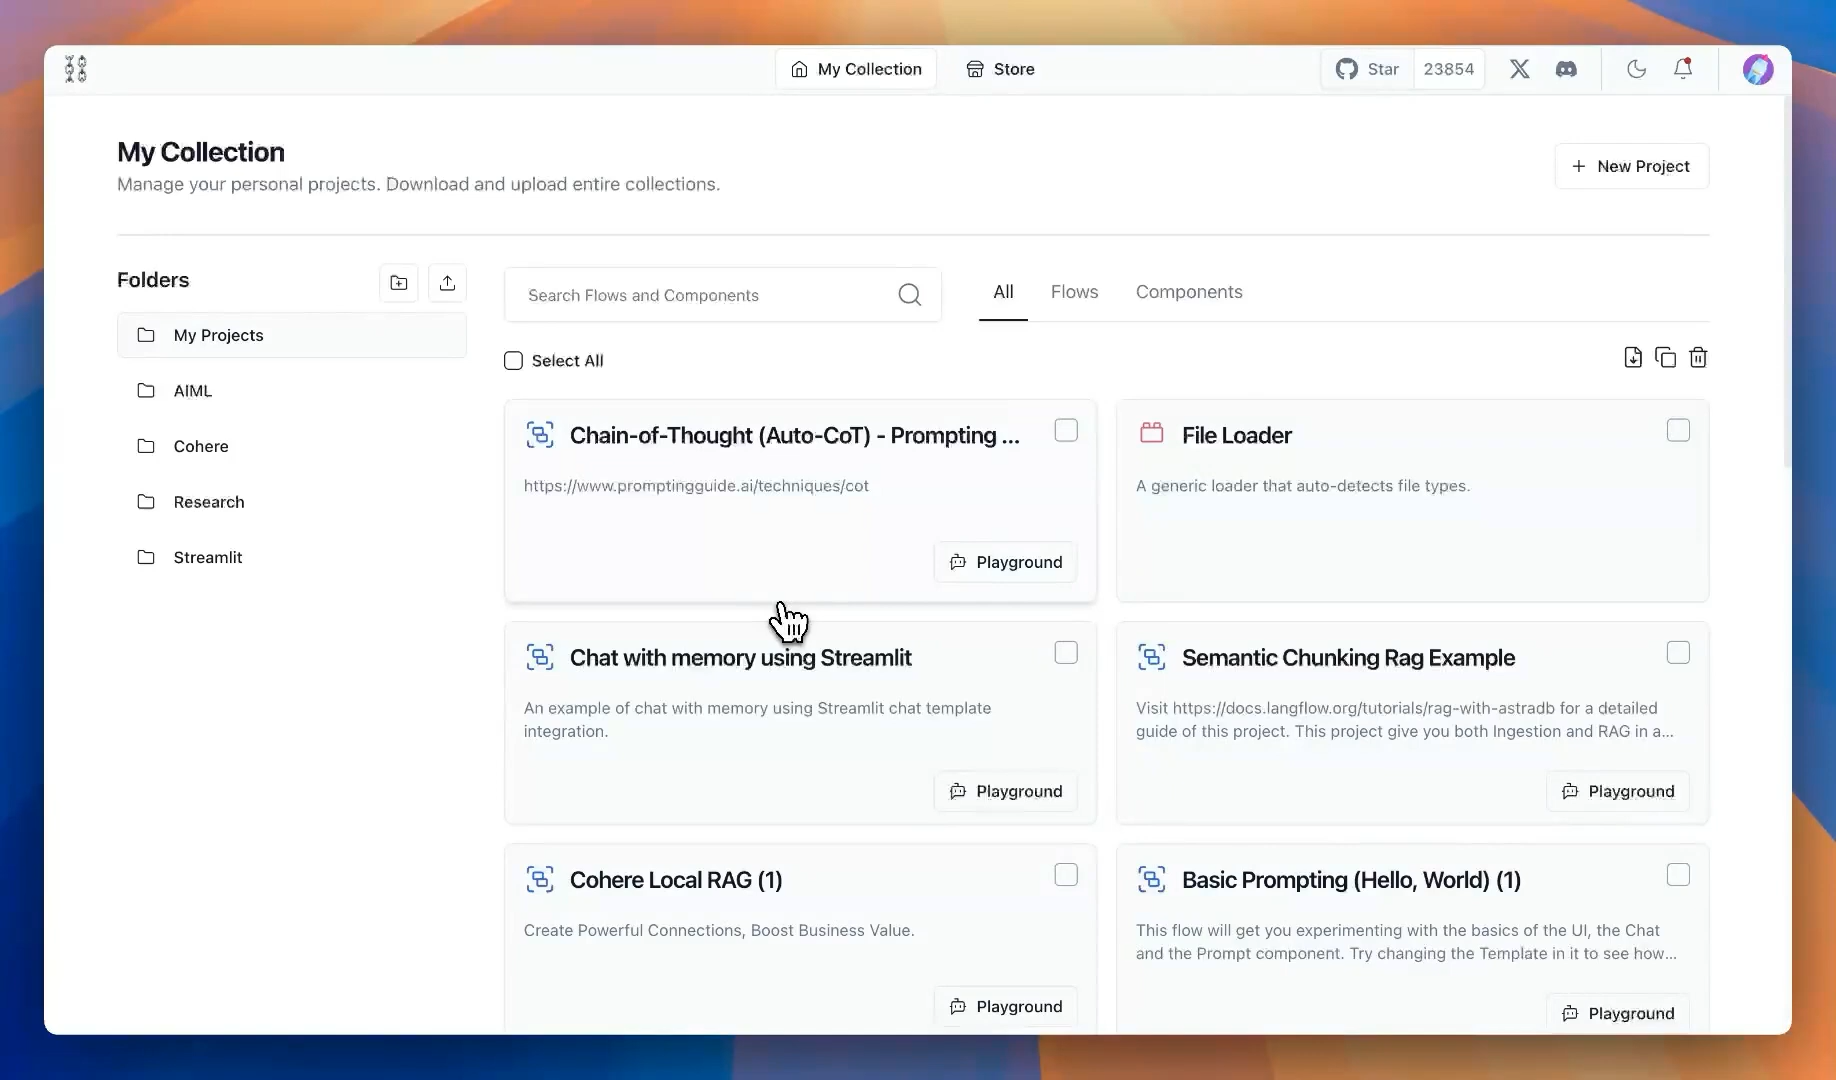 My Collection
Store
Star
23854
My Collection
Manage your personal projects. Download and upload entire collections.
New Project
Folders
My Projects
AIML
Cohere
Research
Streamlit
Search Flows and Components
All
Flows
Components
Select All
Chain-of-Thought (Auto-CoT) - Prompting ...
https://www.promptingguide.ai/techniques/cot
Playground
File Loader
A generic loader that auto-detects file types.
Chat with memory using Streamlit
An example of chat with memory using Streamlit chat template
integration.
Playground
Semantic Chunking Rag Example
Visit https://docs.langflow.org/tutorials/rag-with-astradb for a detailed
guide of this project. This project give you both Ingestion and RAG in a...
Playground
Cohere Local RAG (1)
Create Powerful Connections, Boost Business Value.
Playground
Basic Prompting (Hello, World) (1)
This flow will get you experimenting with the basics of the UI, the Chat
and the Prompt component. Try changing the Template in it to see how...
Playground